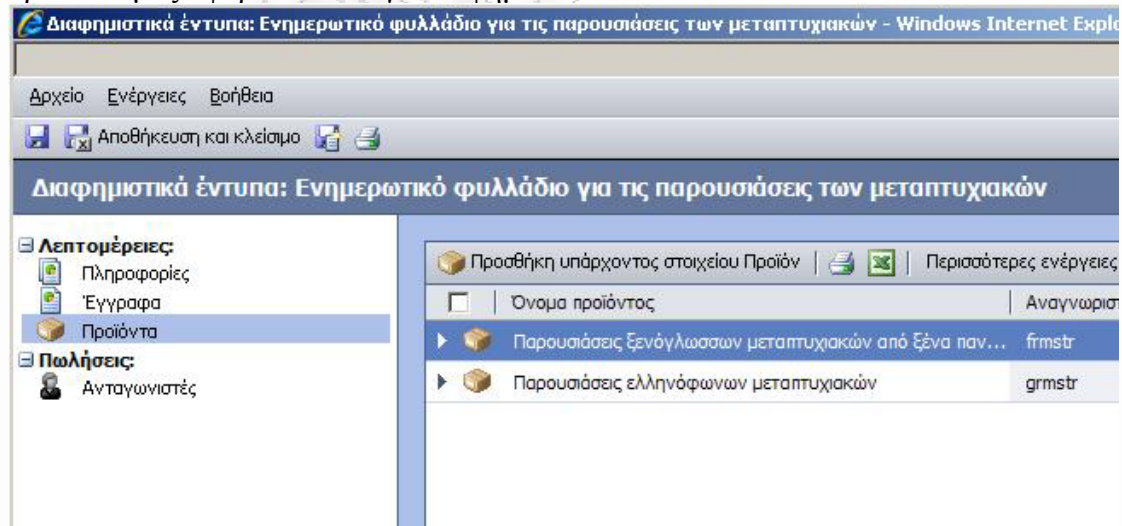 Διαφημιστικά έντυπα: Ενημερωτικό φυλλάδιο για τις παρουσιάσεις των μεταπτυχιακών - Windows Internet Explo
Αρχείο Ενέργειες Βοήθεια
Αποθήκευση και κλείσιμο
Διαφημιστικά έντυπα: Ενημερωτικό φυλλάδιο για τις παρουσιάσεις των μεταπτυχιακών
Λεπτομέρειες:
Πληροφορίες
Έγγραφα
Προϊόντα
Πωλήσεις:
Ανταγωνιστές
Προσθήκη υπάρχοντος στοιχείου Προϊόν | Περισσότερες ενέργειες
Όνομα προϊόντος Αναγνωρισ
Παρουσιάσεις ξενόγλωσσων μεταπτυχιακών από ξένα παν... frmstr
Παρουσιάσεις ελληνόφωνων μεταπτυχιακών grmstr